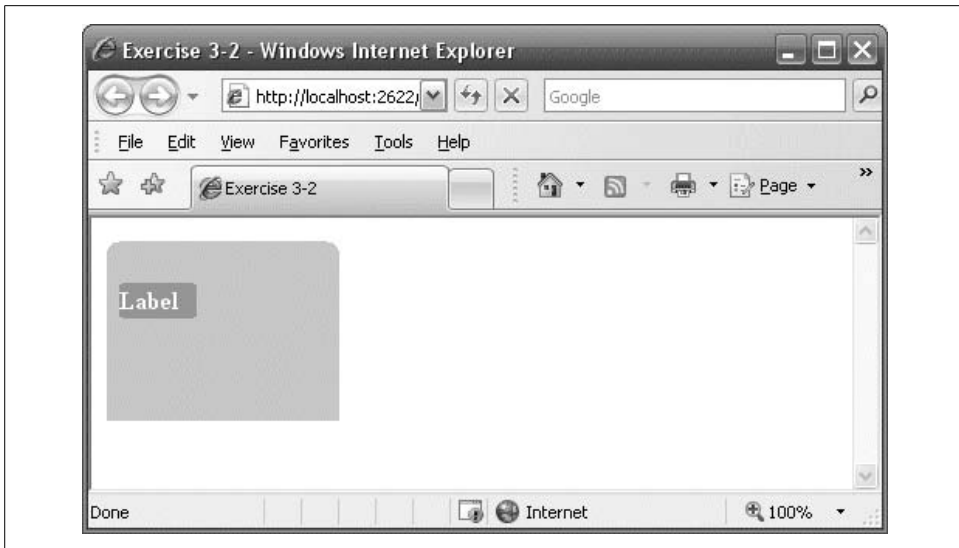 Exercise 3-2 - Windows Internet Explorer
http://localhost:2622/
Google
File Edit View Favorites Tools Help
Exercise 3-2
Page
Label
Done
Internet
100%